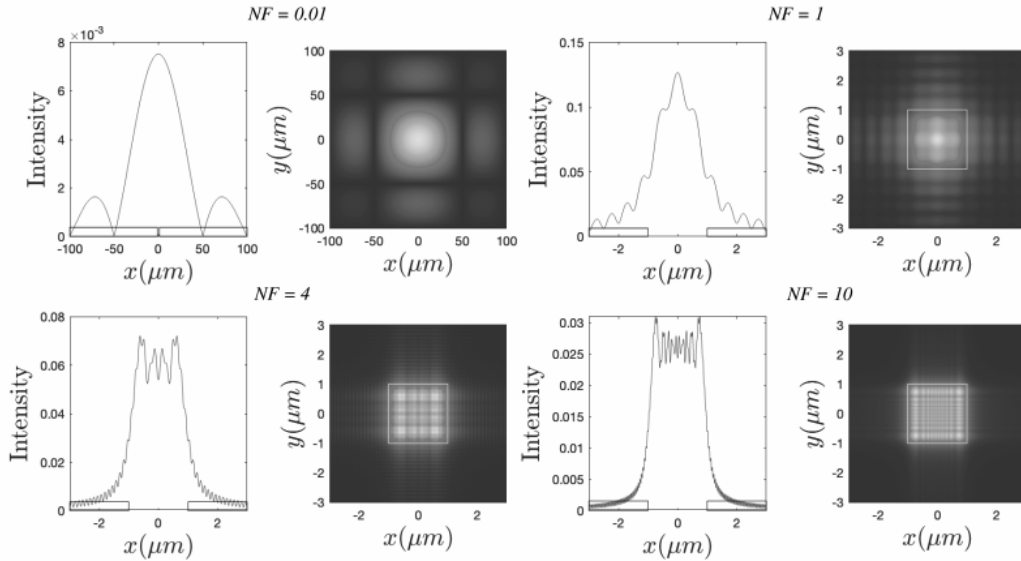 NF = 0.01
NF = 1
8 ×10⁻³
6
4
2
0
-100 -50 0 50 100
Intensity
x(μm)
100
50
0
-50
-100
-100 -50 0 50 100
y(μm)
x(μm)
0.15
0.1
0.05
0
-2 0 2
Intensity
x(μm)
3
2
1
0
-1
-2
-3
-2 0 2
y(μm)
x(μm)
NF = 4
NF = 10
0.08
0.06
0.04
0.02
0
-2 0 2
Intensity
x(μm)
3
2
1
0
-1
-2
-3
-2 0 2
y(μm)
x(μm)
0.03
0.025
0.02
0.015
0.01
0.005
0
-2 0 2
Intensity
x(μm)
3
2
1
0
-1
-2
-3
-2 0 2
y(μm)
x(μm)